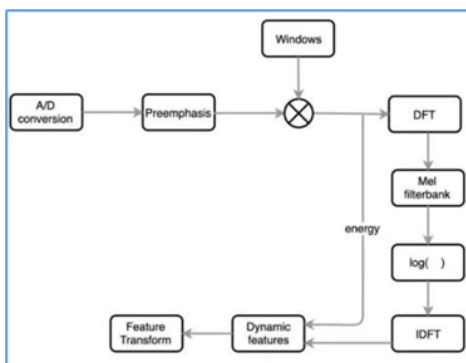 Windows
A/D
conversion
Preemphasis
DFT
Mel
filterbank
energy
log( )
Feature
Transform
Dynamic
features
IDFT